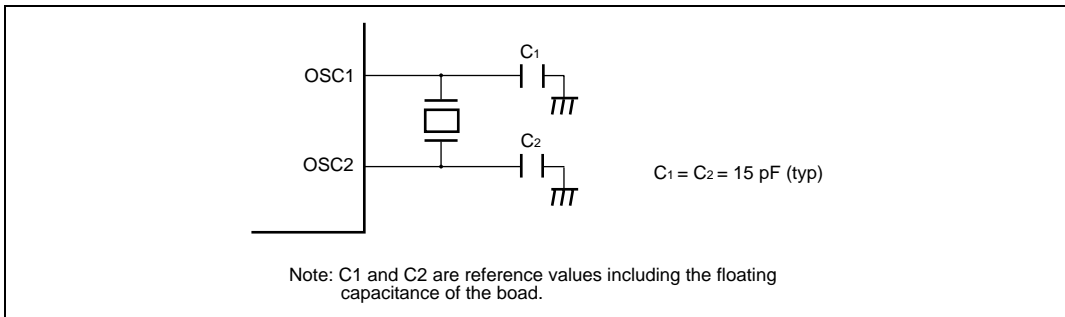 C1
OSC1
C2
OSC2
C1 = C2 = 15 pF (typ)
Note: C1 and C2 are reference values including the floating
capacitance of the boad.